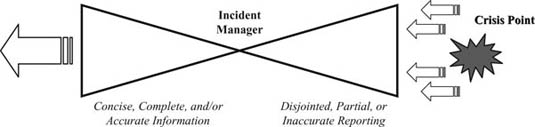 Incident
Manager
Crisis Point
Concise, Complete, and/or
Accurate Information
Disjointed, Partial, or
Inaccurate Reporting